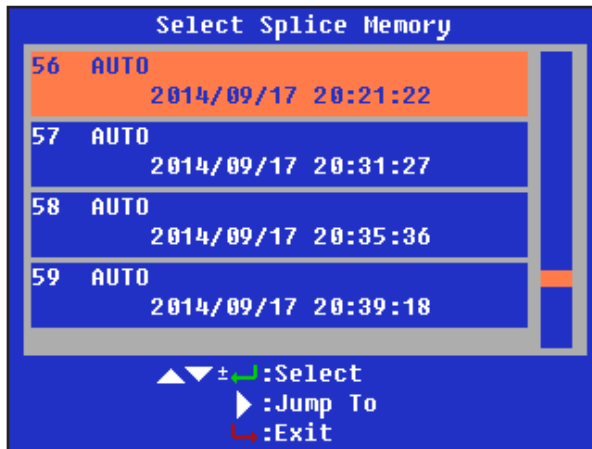 Select Splice Memory
56 AUTO
2014/09/17 20:21:22
57 AUTO
2014/09/17 20:31:27
58 AUTO
2014/09/17 20:35:36
59 AUTO
2014/09/17 20:39:18
±:Select
:Jump To
:Exit